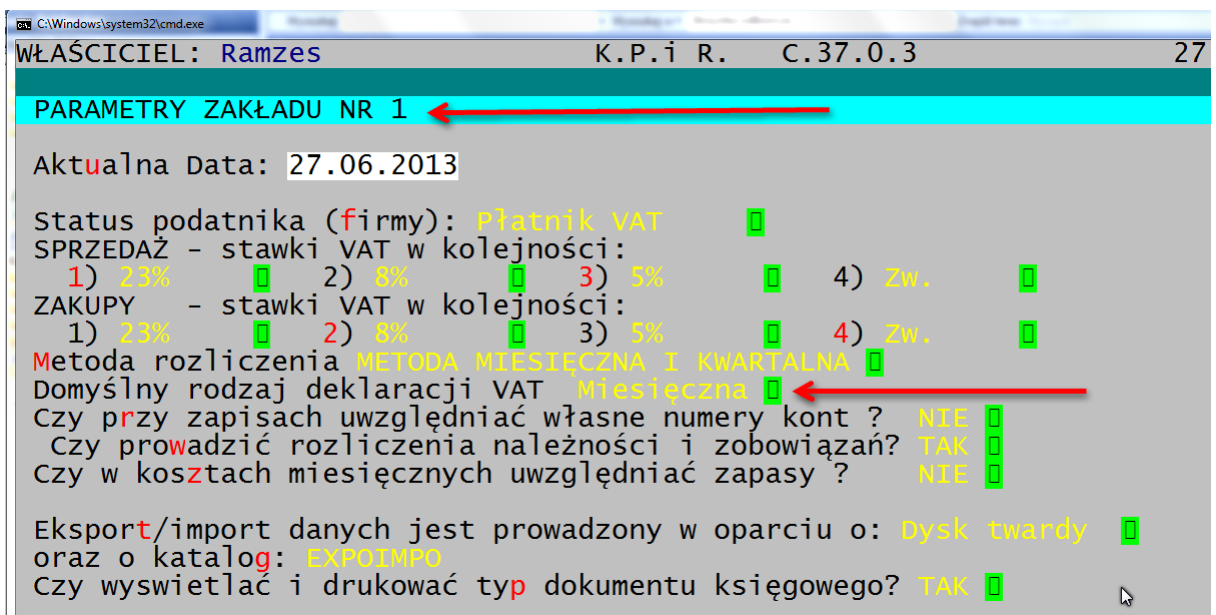 C:\Windows\system32\cmd.exe
WŁAŚCICIEL: Ramzes K.P.i R. C.37.0.3 27
PARAMETRY ZAKŁADU NR 1
Aktualna Data: 27.06.2013
Status podatnika (firmy): Płatnik VAT
SPRZEDAŻ - stawki VAT w kolejności:
1) 23% 2) 8% 3) 5% 4) Zw.
ZAKUPY - stawki VAT w kolejności:
1) 23% 2) 8% 3) 5% 4) Zw.
Metoda rozliczenia METODA MIESIĘCZNA I KWARTALNA
Domyślny rodzaj deklaracji VAT Miesięczna
Czy przy zapisach uwzględniać własne numery kont ? NIE
Czy prowadzić rozliczenia należności i zobowiązań? TAK
Czy w kosztach miesięcznych uwzględniać zapasy ? NIE
Eksport/import danych jest prowadzony w oparciu o: Dysk twardy
oraz o katalog: EXPOIMPO
Czy wyswietlać i drukować typ dokumentu księgowego? TAK